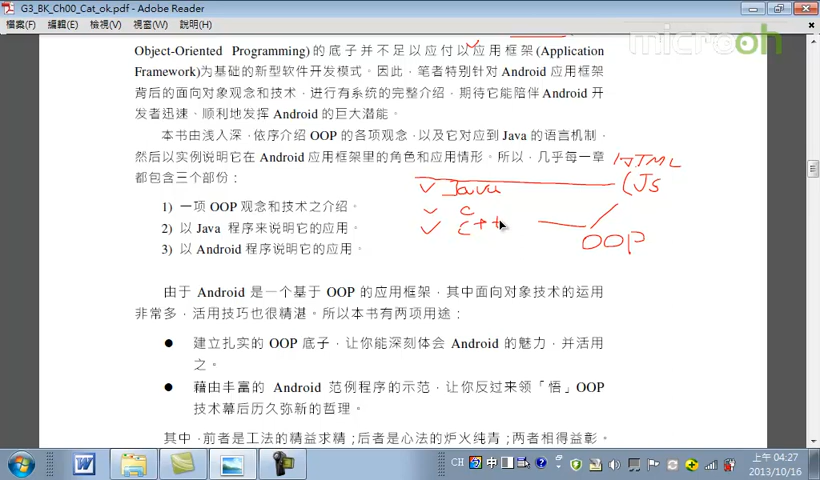 G3_BK_Ch00_Cat_ok.pdf - Adobe Reader
檔案(F) 編輯(E) 檢視(V) 視窗(W) 說明(H)
microoh
Object-Oriented Programming)的底子并不足以应付以应用框架(Application
Framework)为基础的新型软件开发模式。因此，笔者特别针对 Android 应用框架
背后的面向对象观念和技术，进行有系统的完整介绍，期待它能陪伴 Android 开
发者迅速、顺利地发挥 Android 的巨大潜能。
本书由浅入深，依序介绍 OOP 的各项观念，以及它对应到 Java 的语言机制，
然后以实例说明它在 Android 应用框架里的角色和应用情形。所以，几乎每一章
都包含三个部份：
HTML
Java
(JS
1) 一项 OOP 观念和技术之介绍。
C
2) 以 Java 程序来说明它的应用。
C++
OOP
3) 以 Android 程序说明它的应用。
由于 Android 是一个基于 OOP 的应用框架，其中面向对象技术的运用
非常多，活用技巧也很精湛。所以本书有两项用途：
● 建立扎实的 OOP 底子，让你能深刻体会 Android 的魅力，并活用
之。
● 藉由丰富的 Android 范例程序的示范，让你反过来领「悟」OOP
技术幕后历久弥新的哲理。
其中，前者是工法的精益求精；后者是心法的炉火纯青；两者相得益彰。
CH 中
上午 04:27
2013/10/16